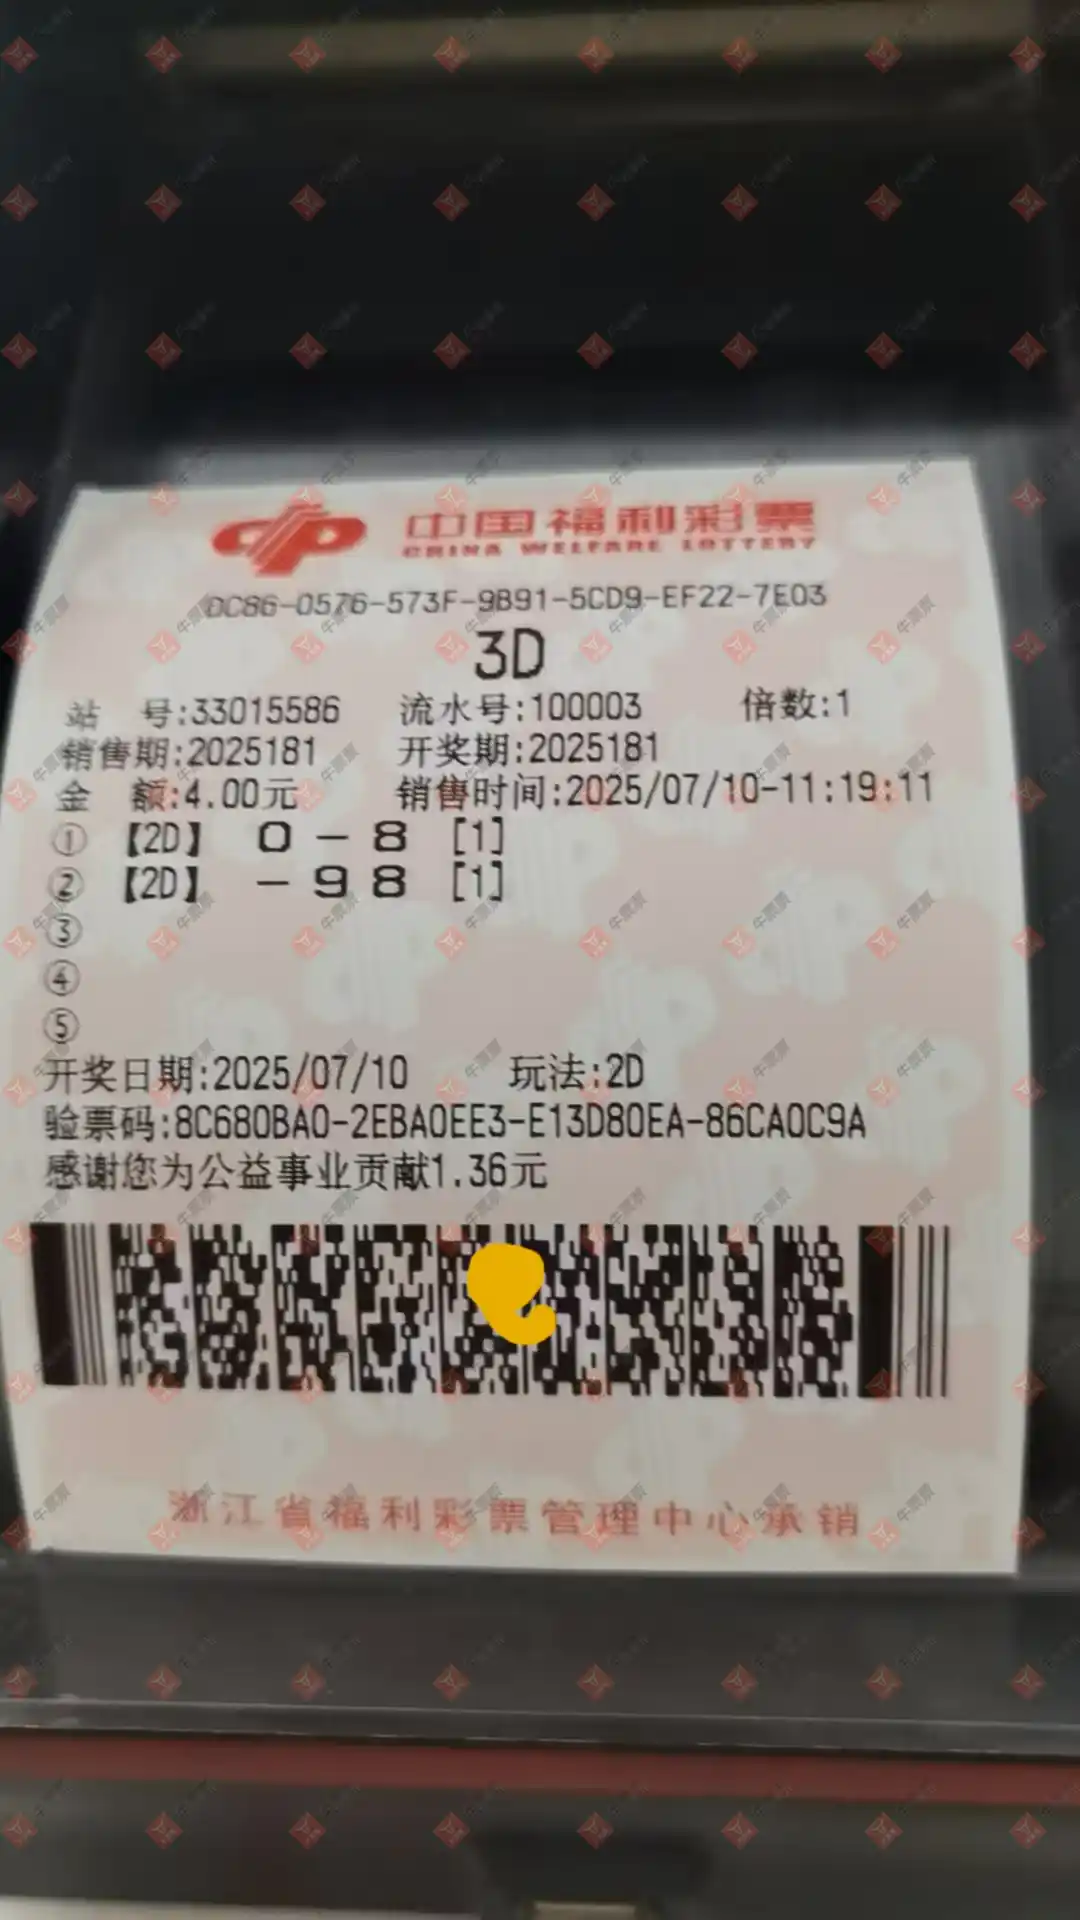 中国福利彩票
CHINA WELFARE LOTTERY
DC86-0576-573F-9B91-5CD9-EF22-7E03
3D
站 号:33015586 流水号:100003 倍数:1
销售期:2025181 开奖期:2025181
金 额:4.00元 销售时间:2025/07/10-11:19:11
① 【2D】 0 - 8 [1]
② 【2D】 - 9 8 [1]
③
④
⑤
开奖日期:2025/07/10 玩法:2D
验票码:8C680BA0-2EBA0EE3-E13D80EA-86CA0C9A
感谢您为公益事业贡献1.36元
浙江省福利彩票管理中心承销
牛票票